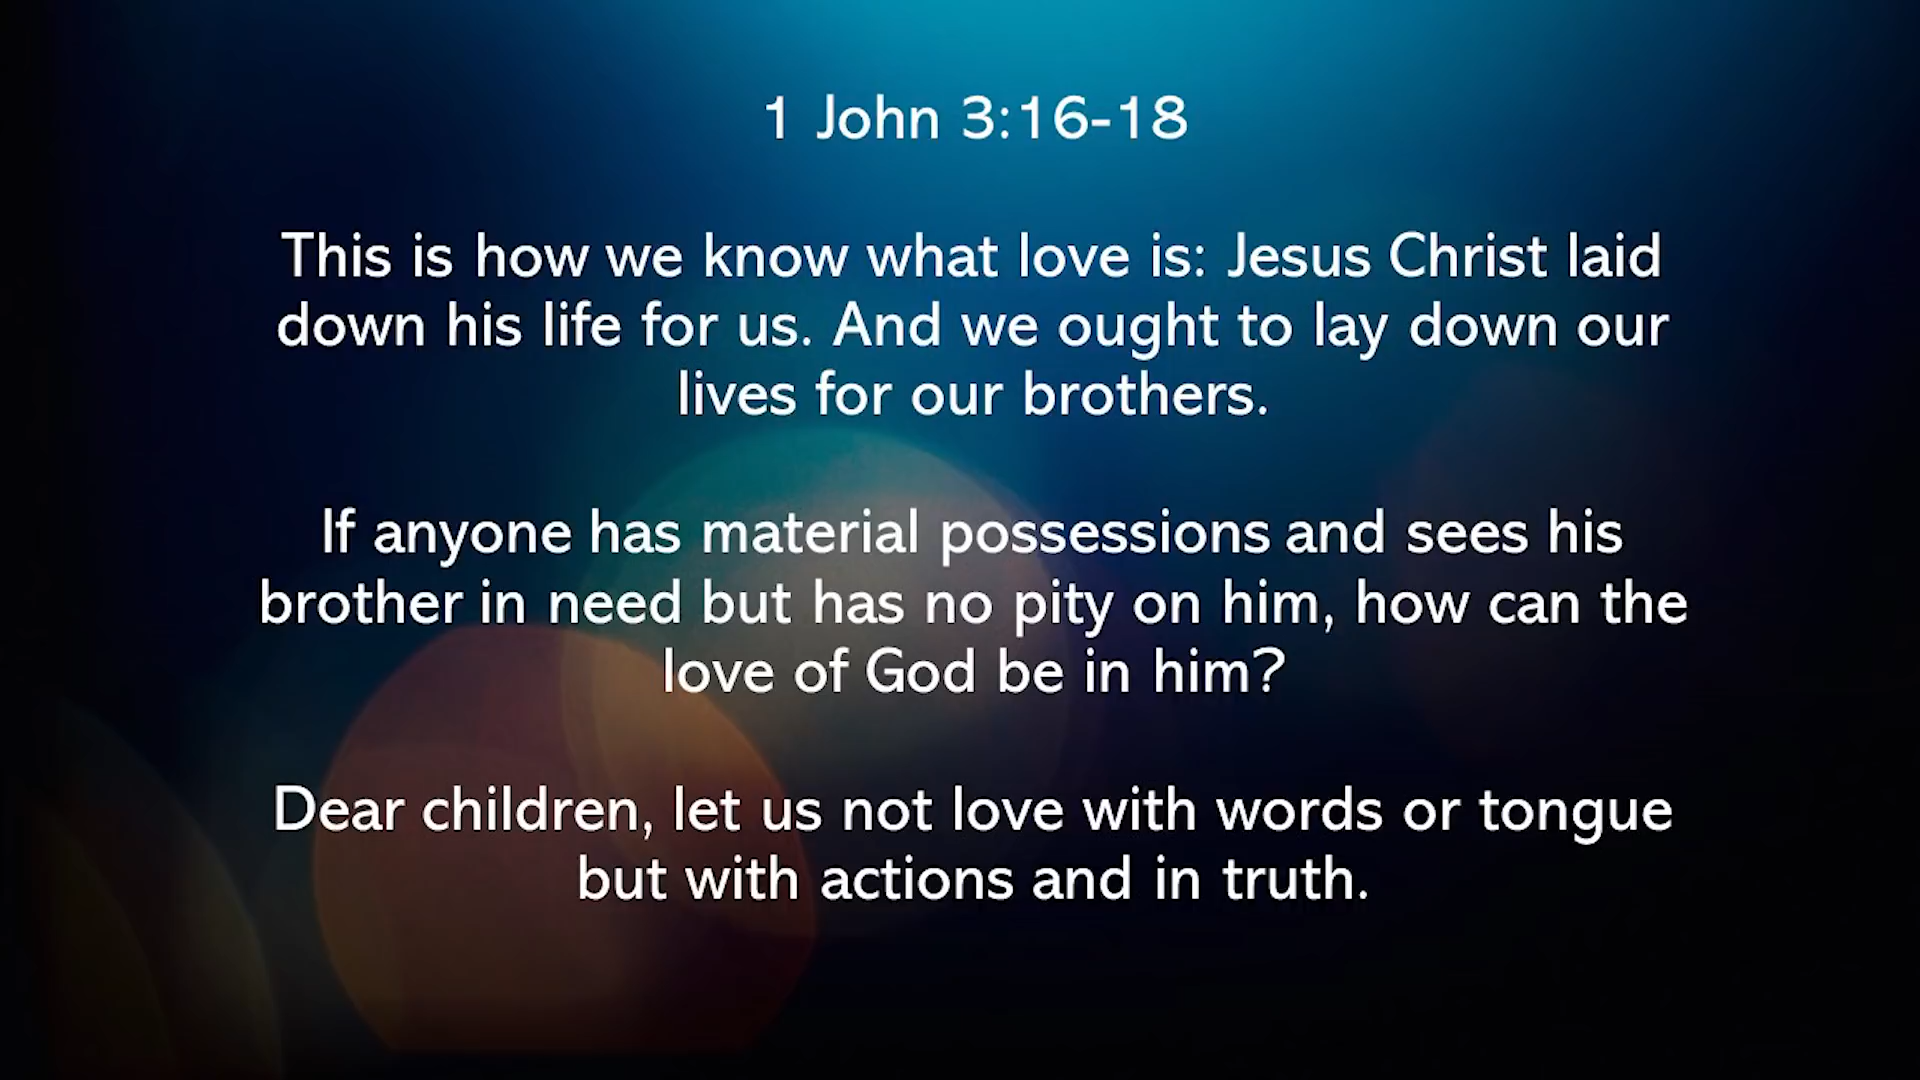 1 John 3:16-18
This is how we know what love is: Jesus Christ laid
down his life for us. And we ought to lay down our
lives for our brothers.
If anyone has material possessions and sees his
brother in need but has no pity on him, how can the
love of God be in him?
Dear children, let us not love with words or tongue
but with actions and in truth.